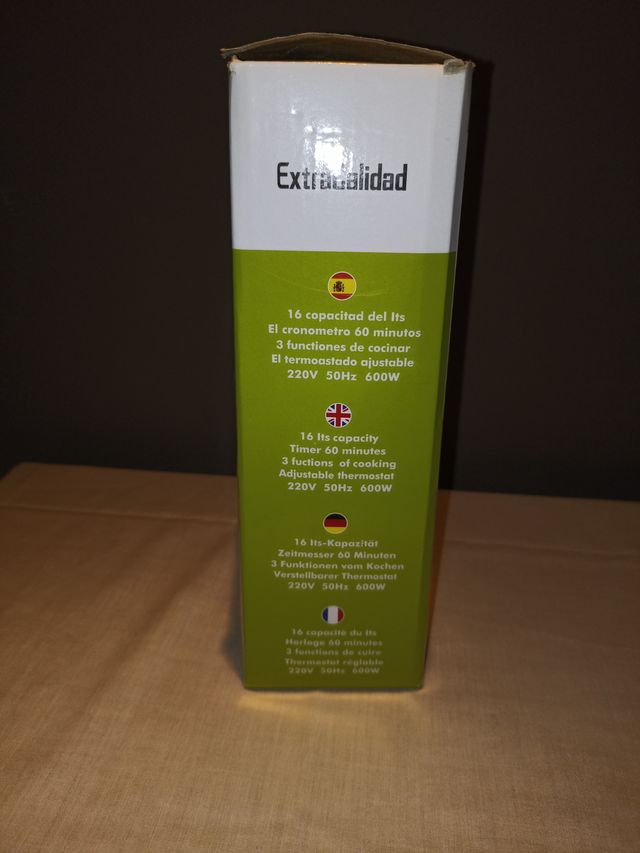 ExtraCalidad
16 capacitad del lts
El cronometro 60 minutos
3 functiones de cocinar
El termoastado ajustable
220V 50Hz 600W
16 lts capacity
Timer 60 minutes
3 fuctions of cooking
Adjustable thermostat
220V 50Hz 600W
16 lts-Kapazität
Zeitmesser 60 Minuten
3 Funktionen vom Kochen
Verstellbarer Thermostat
220V 50Hz 600W
16 capacité du lts
Horloge 60 minutes
3 fonctions de cuire
Thermostat réglable
220V 50Hz 600W